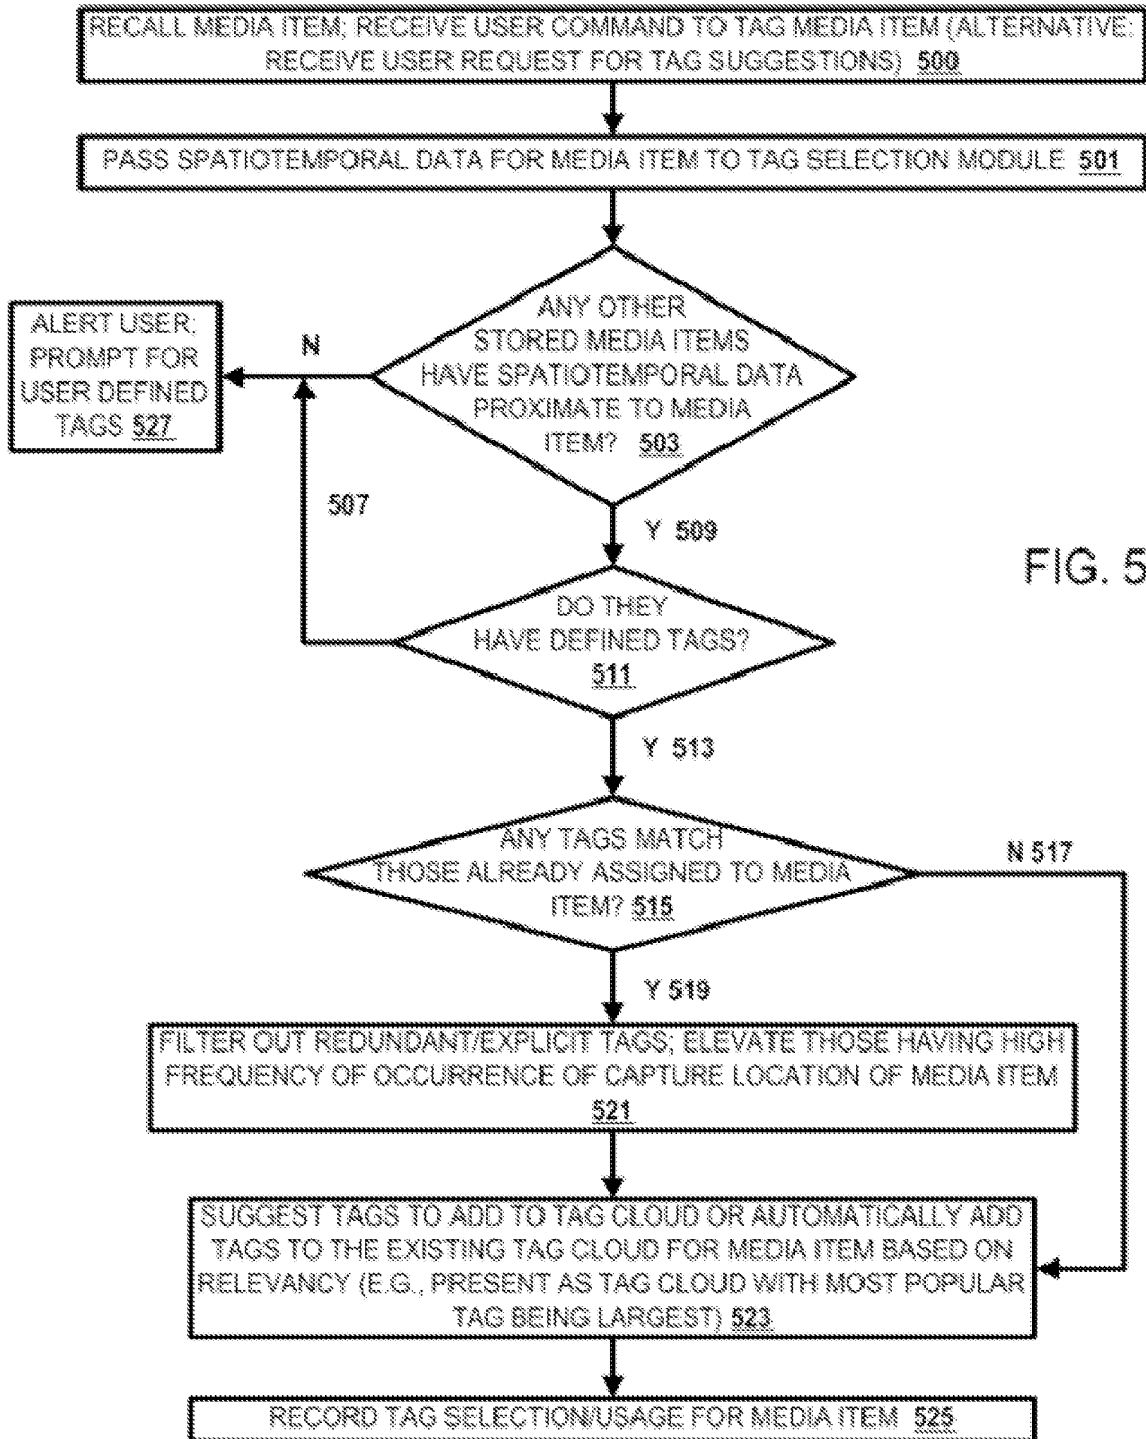 RECALL MEDIA ITEM; RECEIVE USER COMMAND TO TAG MEDIA ITEM (ALTERNATIVE:
RECEIVE USER REQUEST FOR TAG SUGGESTIONS) 500
PASS SPATIOTEMPORAL DATA FOR MEDIA ITEM TO TAG SELECTION MODULE 501
ANY OTHER
STORED MEDIA ITEMS
HAVE SPATIOTEMPORAL DATA
PROXIMATE TO MEDIA
ITEM? 503
N
ALERT USER:
PROMPT FOR
USER DEFINED
TAGS 527
507
Y 509
FIG. 5
DO THEY
HAVE DEFINED TAGS?
511
Y 513
ANY TAGS MATCH
THOSE ALREADY ASSIGNED TO MEDIA
ITEM? 515
N 517
Y 519
FILTER OUT REDUNDANT/EXPLICIT TAGS; ELEVATE THOSE HAVING HIGH
FREQUENCY OF OCCURRENCE OF CAPTURE LOCATION OF MEDIA ITEM
521
SUGGEST TAGS TO ADD TO TAG CLOUD OR AUTOMATICALLY ADD
TAGS TO THE EXISTING TAG CLOUD FOR MEDIA ITEM BASED ON
RELEVANCY (E.G., PRESENT AS TAG CLOUD WITH MOST POPULAR
TAG BEING LARGEST) 523
RECORD TAG SELECTION/USAGE FOR MEDIA ITEM 525